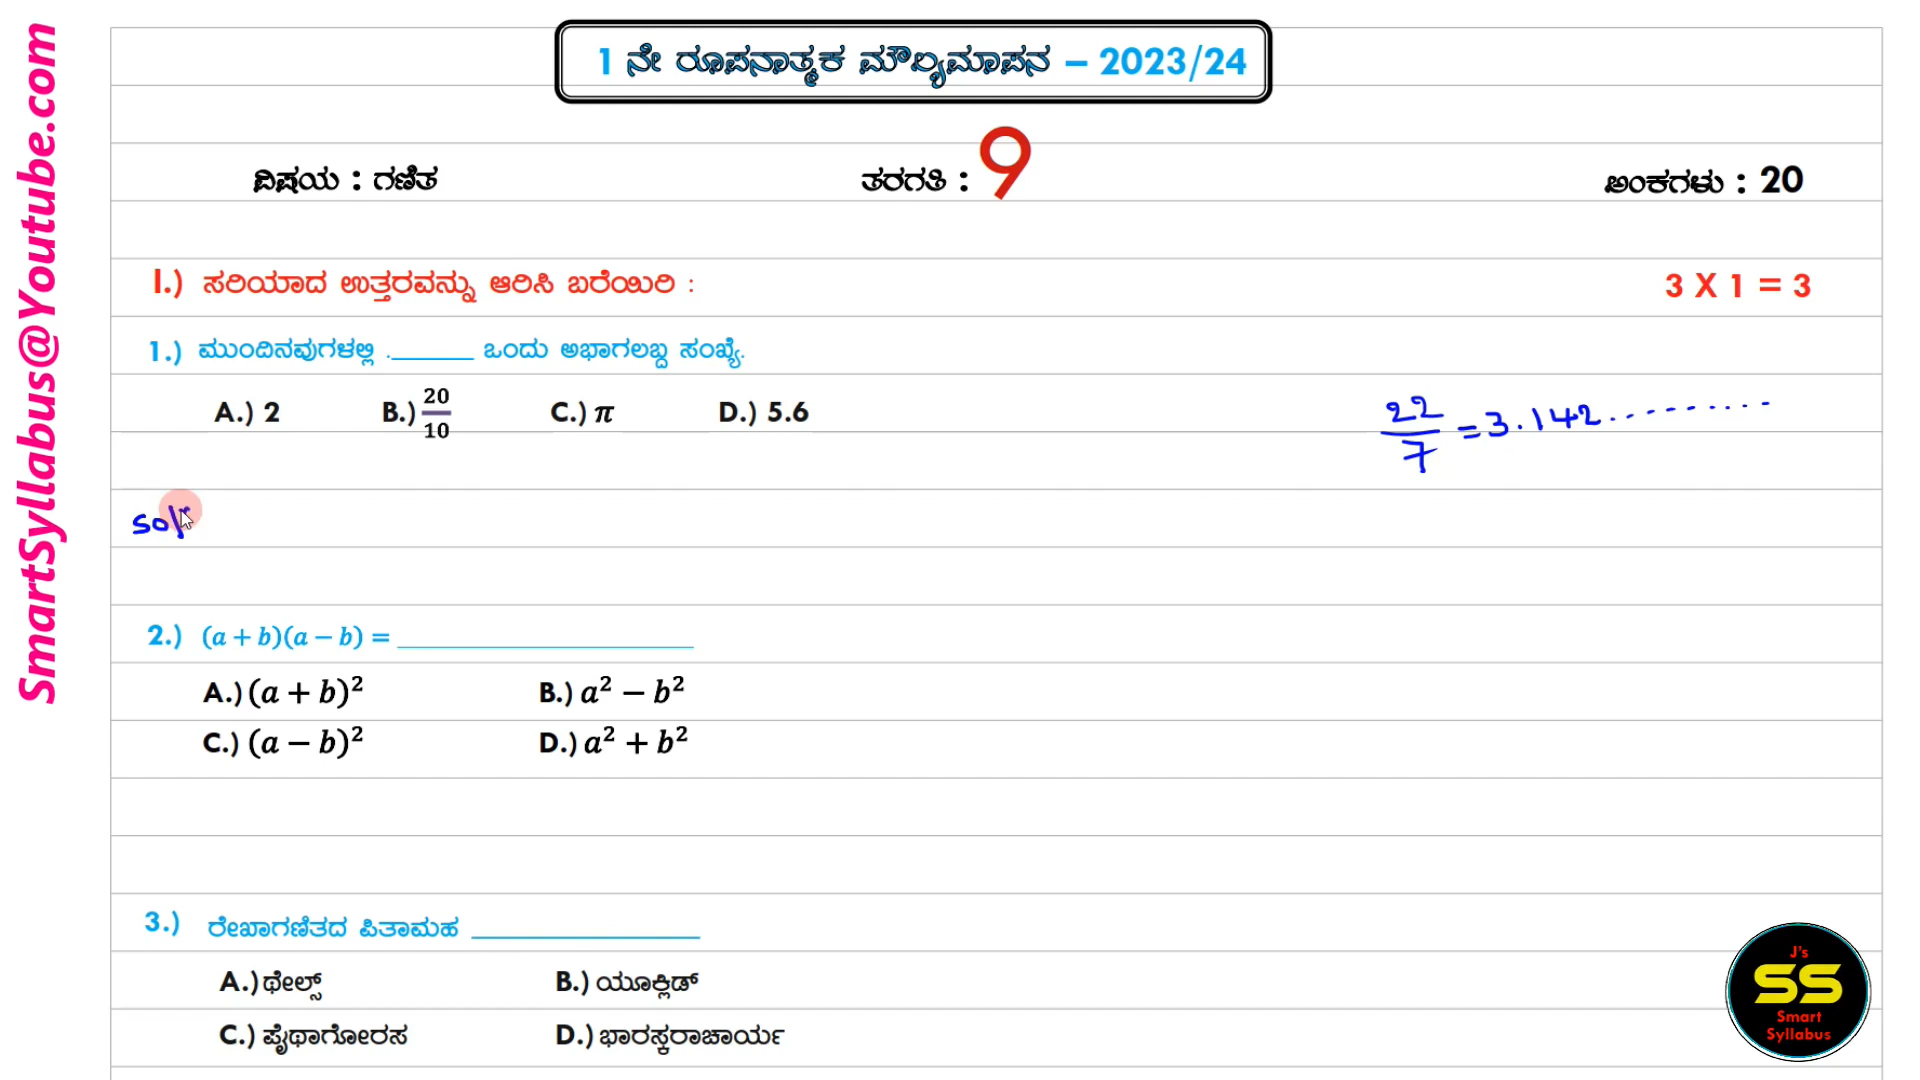 SmartSyllabus@Youtube.com
1 ನೇ ರೂಪನಾತ್ಮಕ ಮೌಲ್ಯಮಾಪನ – 2023/24
ವಿಷಯ : ಗಣಿತ ತರಗತಿ : 9 ಅಂಕಗಳು : 20
I.) ಸರಿಯಾದ ಉತ್ತರವನ್ನು ಆರಿಸಿ ಬರೆಯಿರಿ : 3 X 1 = 3
1.) ಮುಂದಿನವುಗಳಲ್ಲಿ .______ ಒಂದು ಅಭಾಗಲಬ್ದ ಸಂಖ್ಯೆ.
A.) 2 B.) 20/10 C.) π D.) 5.6
22/7 = 3.142..........
sol
2.) (a + b)(a − b) = ______________________
A.) (a + b)² B.) a² − b²
C.) (a − b)² D.) a² + b²
3.) ರೇಖಾಗಣಿತದ ಪಿತಾಮಹ _________________
A.) ಥೇಲ್ಸ್ B.) ಯೂಕ್ಲಿಡ್
C.) ಪೈಥಾಗೋರಸ D.) ಭಾರಸ್ಕರಾಚಾರ್ಯ
J's
SS
Smart
Syllabus